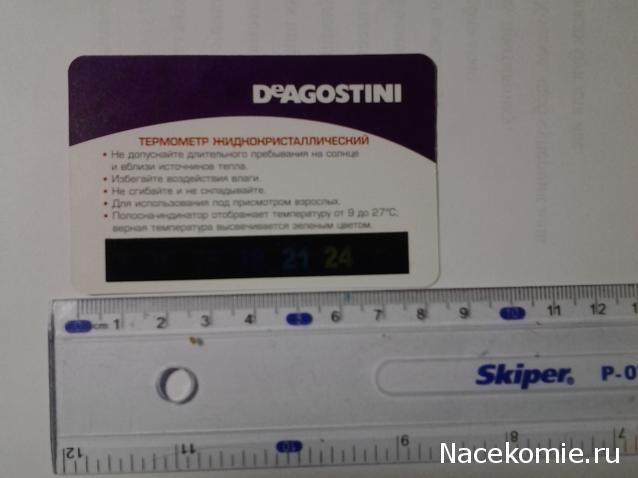 DeAGOSTINI
ТЕРМОМЕТР ЖИДКОКРИСТАЛЛИЧЕСКИЙ
• Не допускайте длительного пребывания на солнце
и вблизи источников тепла.
• Избегайте воздействия влаги.
• Не сгибайте и не складывайте.
• Для использования под присмотром взрослых.
• Полоска-индикатор отображает температуру от 9 до 27°С;
верная температура высвечивается зеленым цветом.
18 21 24
0 cm 1 2 3 4 5 6 7 8 9 10 11 12
Skiper.
12 11 10 9 8 7
Nacekomie.ru